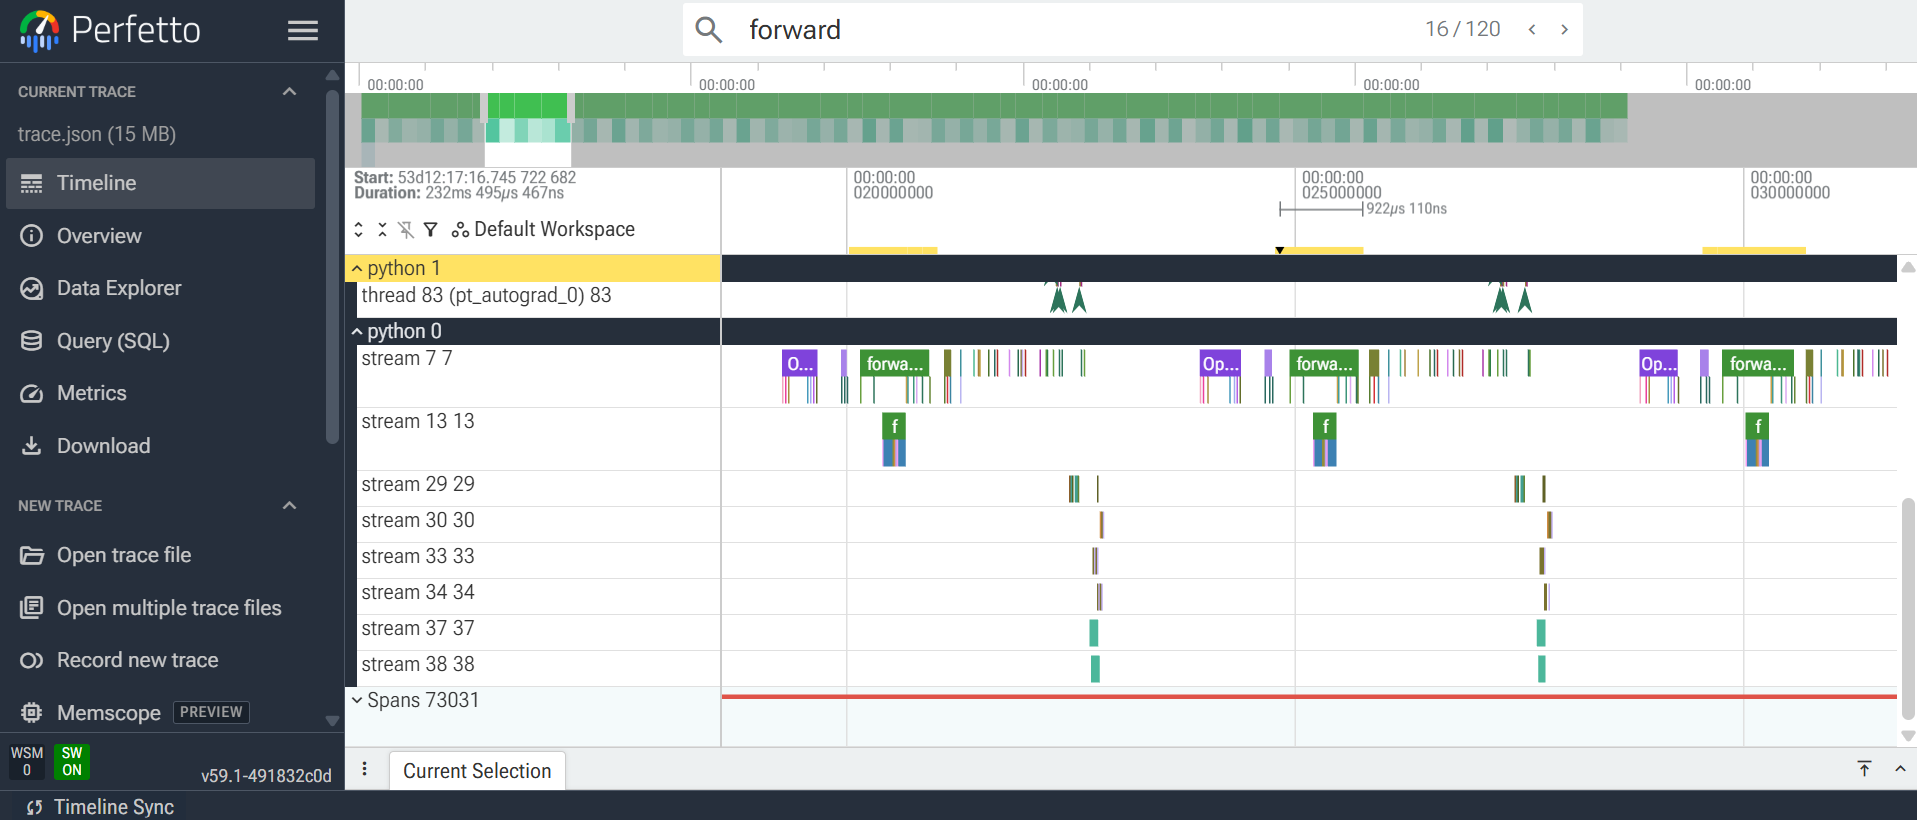 Perfetto
forward
16 / 120
CURRENT TRACE
trace.json (15 MB)
Timeline
Overview
Data Explorer
Query (SQL)
Metrics
Download
NEW TRACE
Open trace file
Open multiple trace files
Record new trace
Memscope PREVIEW
WSM 0
SW ON
v59.1-491832c0d
Timeline Sync
00:00:00 00:00:00 00:00:00 00:00:00 00:00:00
Start: 53d12:17:16.745 722 682
Duration: 232ms 495µs 467ns
00:00:00 00:00:00 00:00:00
020000000 025000000 030000000
922µs 110ns
Default Workspace
python 1
thread 83 (pt_autograd_0) 83
python 0
stream 7 7
O... forwa... Op... forwa... Op... forwa...
stream 13 13
f f f
stream 29 29
stream 30 30
stream 33 33
stream 34 34
stream 37 37
stream 38 38
Spans 73031
Current Selection